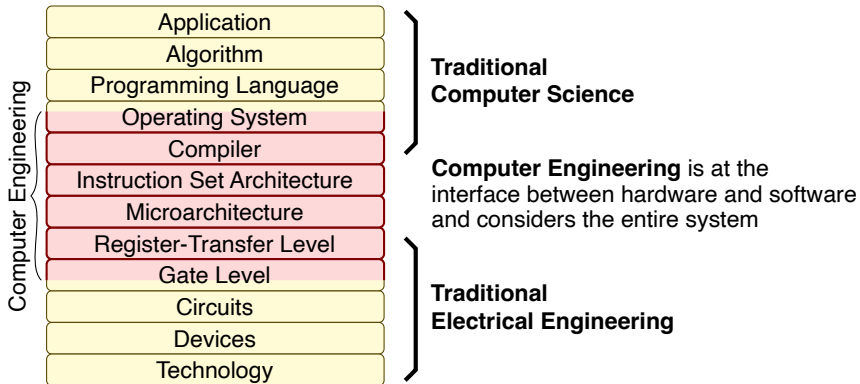 Application
Algorithm
Programming Language
Operating System
Compiler
Instruction Set Architecture
Microarchitecture
Register-Transfer Level
Gate Level
Circuits
Devices
Technology
Computer Engineering
Traditional
Computer Science
Computer Engineering is at the
interface between hardware and software
and considers the entire system
Traditional
Electrical Engineering